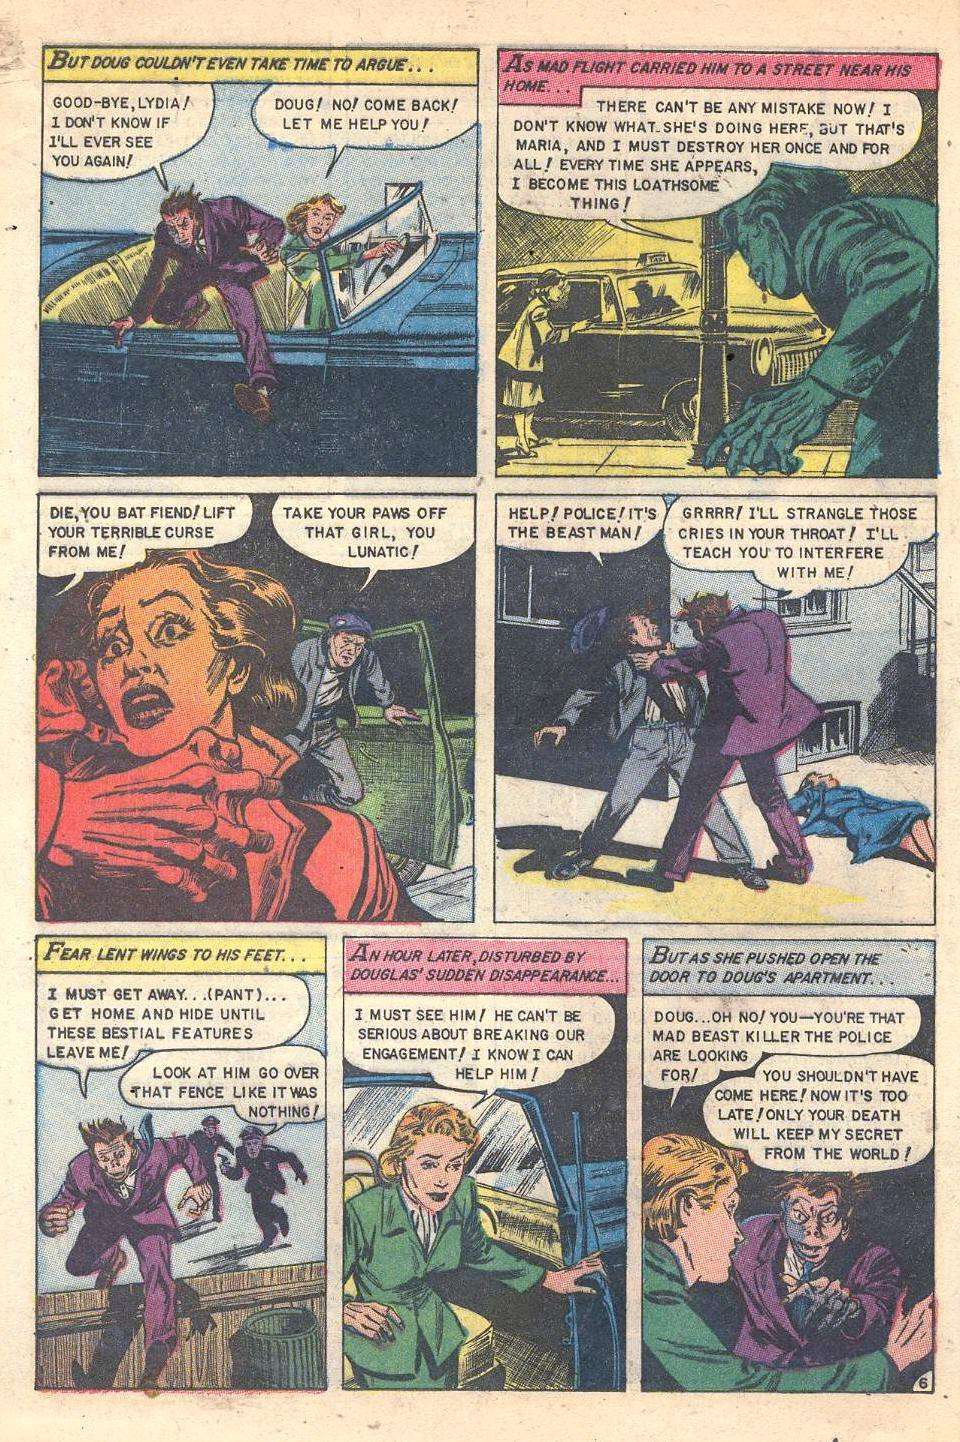 BUT DOUG COULDN'T EVEN TAKE TIME TO ARGUE...
GOOD-BYE, LYDIA!
I DON'T KNOW IF
I'LL EVER SEE
YOU AGAIN!
DOUG! NO! COME BACK!
LET ME HELP YOU!
AS MAD FLIGHT CARRIED HIM TO A STREET NEAR HIS
HOME...
THERE CAN'T BE ANY MISTAKE NOW! I
DON'T KNOW WHAT SHE'S DOING HERE, BUT THAT'S
MARIA, AND I MUST DESTROY HER ONCE AND FOR
ALL! EVERY TIME SHE APPEARS,
I BECOME THIS LOATHSOME
THING!
DIE, YOU BAT FIEND! LIFT
YOUR TERRIBLE CURSE
FROM ME!
TAKE YOUR PAWS OFF
THAT GIRL, YOU
LUNATIC!
HELP! POLICE! IT'S
THE BEAST MAN!
GRRRR! I'LL STRANGLE THOSE
CRIES IN YOUR THROAT! I'LL
TEACH YOU TO INTERFERE
WITH ME!
FEAR LENT WINGS TO HIS FEET...
I MUST GET AWAY...(PANT)...
GET HOME AND HIDE UNTIL
THESE BESTIAL FEATURES
LEAVE ME!
LOOK AT HIM GO OVER
THAT FENCE LIKE IT WAS
NOTHING!
AN HOUR LATER, DISTURBED BY
DOUGLAS' SUDDEN DISAPPEARANCE...
I MUST SEE HIM! HE CAN'T BE
SERIOUS ABOUT BREAKING OUR
ENGAGEMENT! I KNOW I CAN
HELP HIM!
BUT AS SHE PUSHED OPEN THE
DOOR TO DOUG'S APARTMENT...
DOUG...OH NO! YOU—YOU'RE THAT
MAD BEAST KILLER THE POLICE
ARE LOOKING
FOR!
YOU SHOULDN'T HAVE
COME HERE! NOW IT'S TOO
LATE! ONLY YOUR DEATH
WILL KEEP MY SECRET
FROM THE WORLD!
6